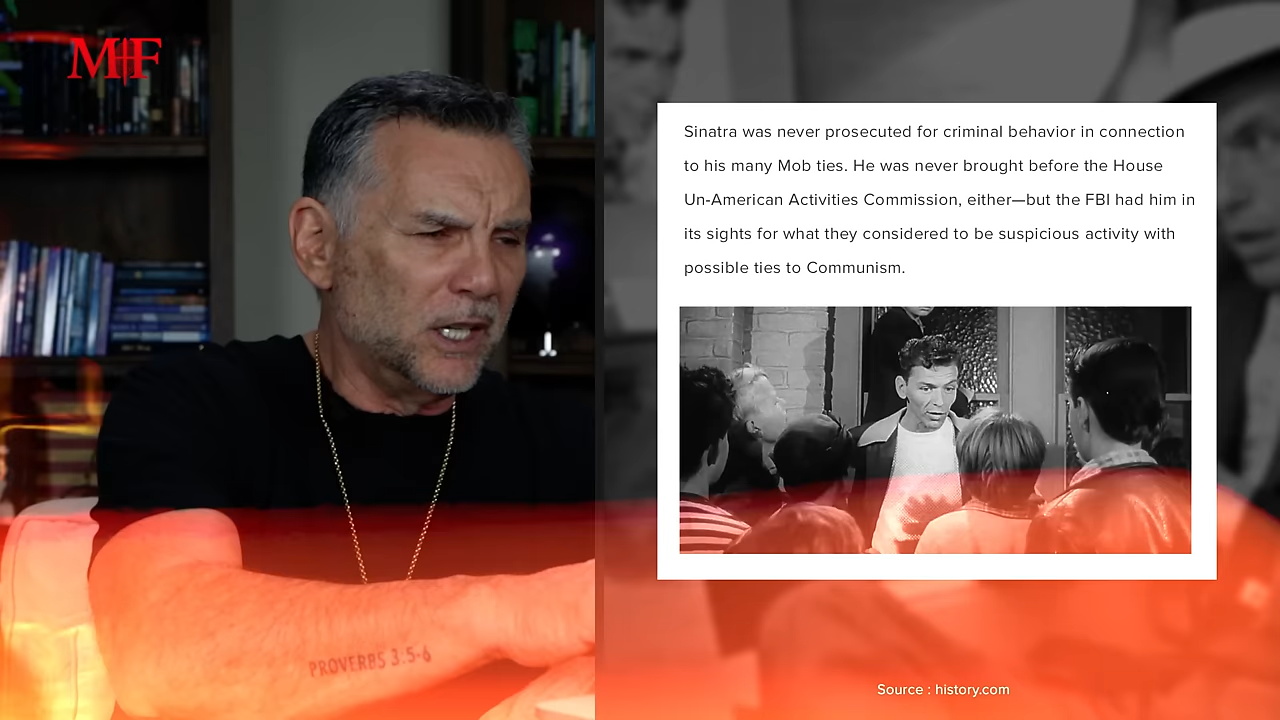 M+F
Sinatra was never prosecuted for criminal behavior in connection
to his many Mob ties. He was never brought before the House
Un-American Activities Commission, either—but the FBI had him in
its sights for what they considered to be suspicious activity with
possible ties to Communism.
PROVERBS 3:5-6
Source : history.com